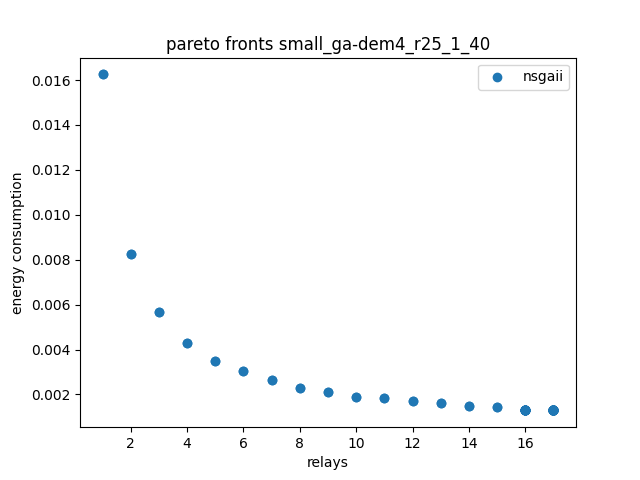 pareto fronts small_ga-dem4_r25_1_40
nsgaii
energy consumption
0.016
0.014
0.012
0.010
0.008
0.006
0.004
0.002
2 4 6 8 10 12 14 16
relays